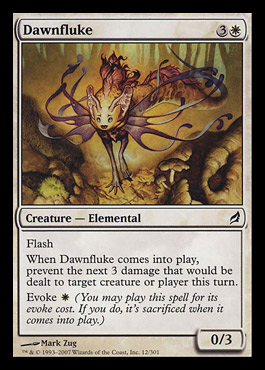 Dawnfluke 3
Creature — Elemental
Flash
When Dawnfluke comes into play,
prevent the next 3 damage that would be
dealt to target creature or player this turn.
Evoke (You may play this spell for its
evoke cost. If you do, it's sacrificed when it
comes into play.)
Mark Zug
™ & © 1993-2007 Wizards of the Coast, Inc. 12/301
0/3